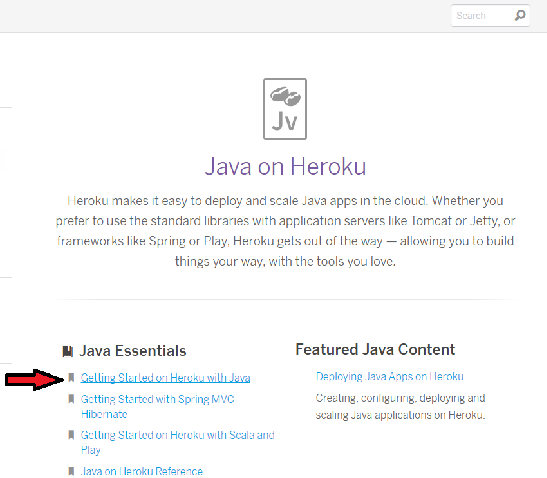 Search
Jv
Java on Heroku
Heroku makes it easy to deploy and scale Java apps in the cloud. Whether you
prefer to use the standard libraries with application servers like Tomcat or Jetty, or
frameworks like Spring or Play, Heroku gets out of the way — allowing you to build
things your way, with the tools you love.
Java Essentials
Getting Started on Heroku with Java
Getting Started with Spring MVC
Hibernate
Getting Started on Heroku with Scala and
Play
Java on Heroku Reference
Featured Java Content
Deploying Java Apps on Heroku
Creating, configuring, deploying and
scaling Java applications on Heroku.